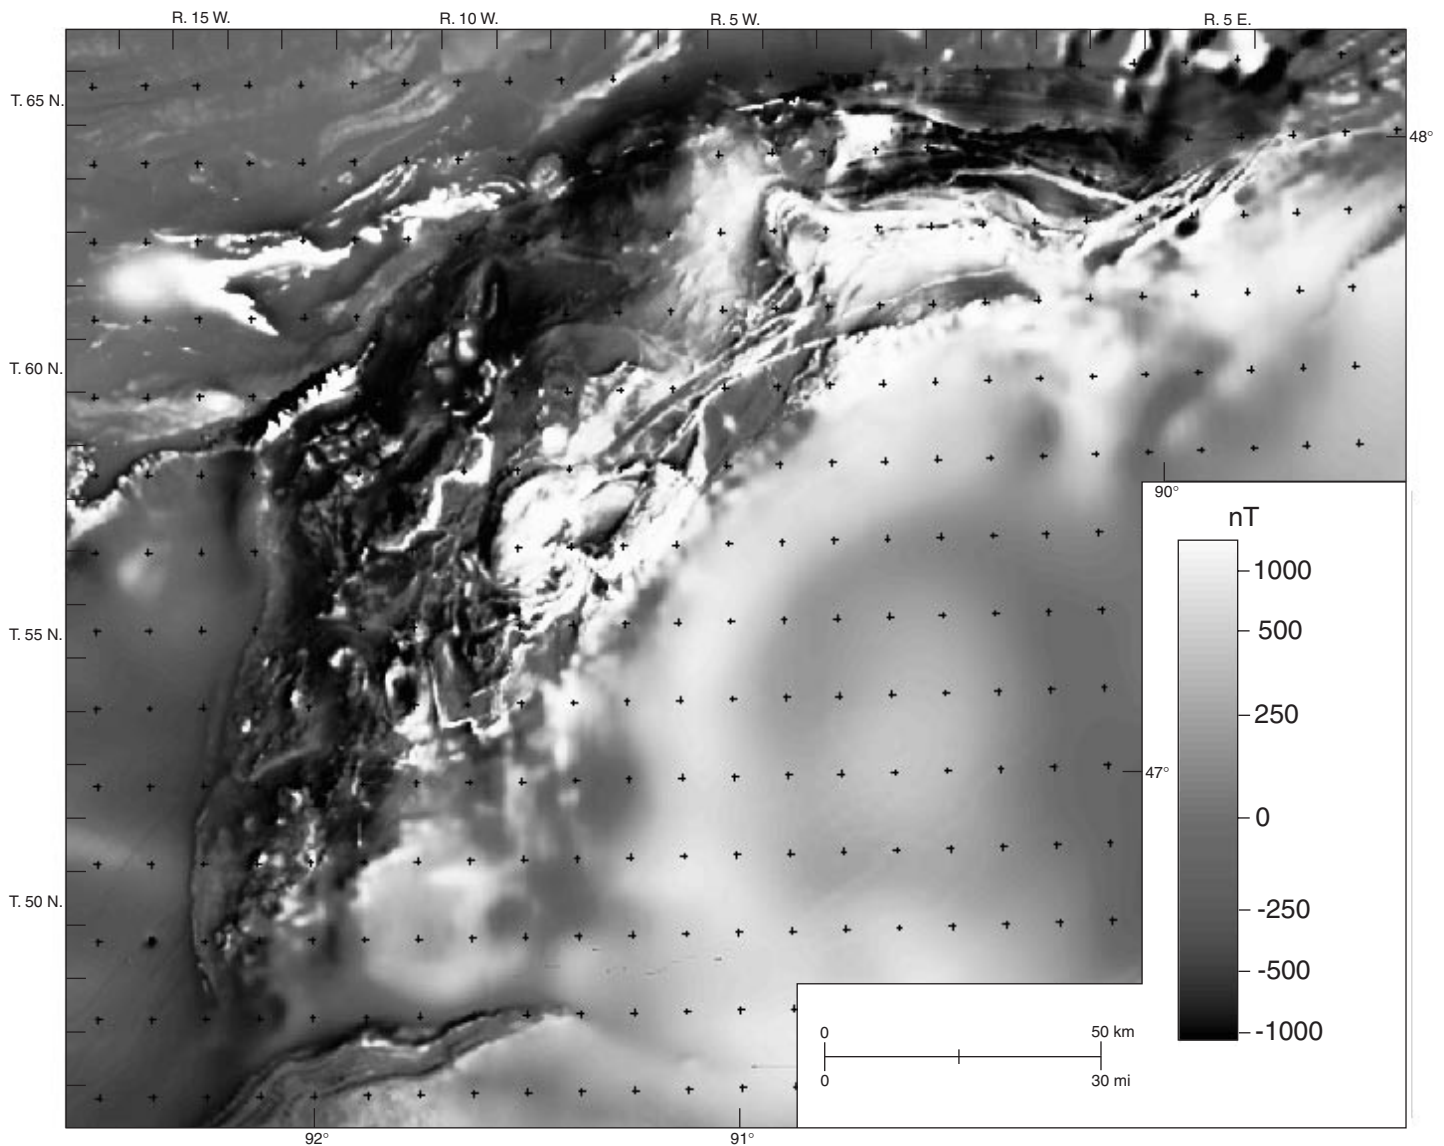 R. 15 W. R. 10 W. R. 5 W. R. 5 E.
T. 65 N.
48°
T. 60 N.
90°
nT
1000
T. 55 N.
500
250
47°
0
T. 50 N.
-250
-500
0 50 km
-1000
0 30 mi
92° 91°